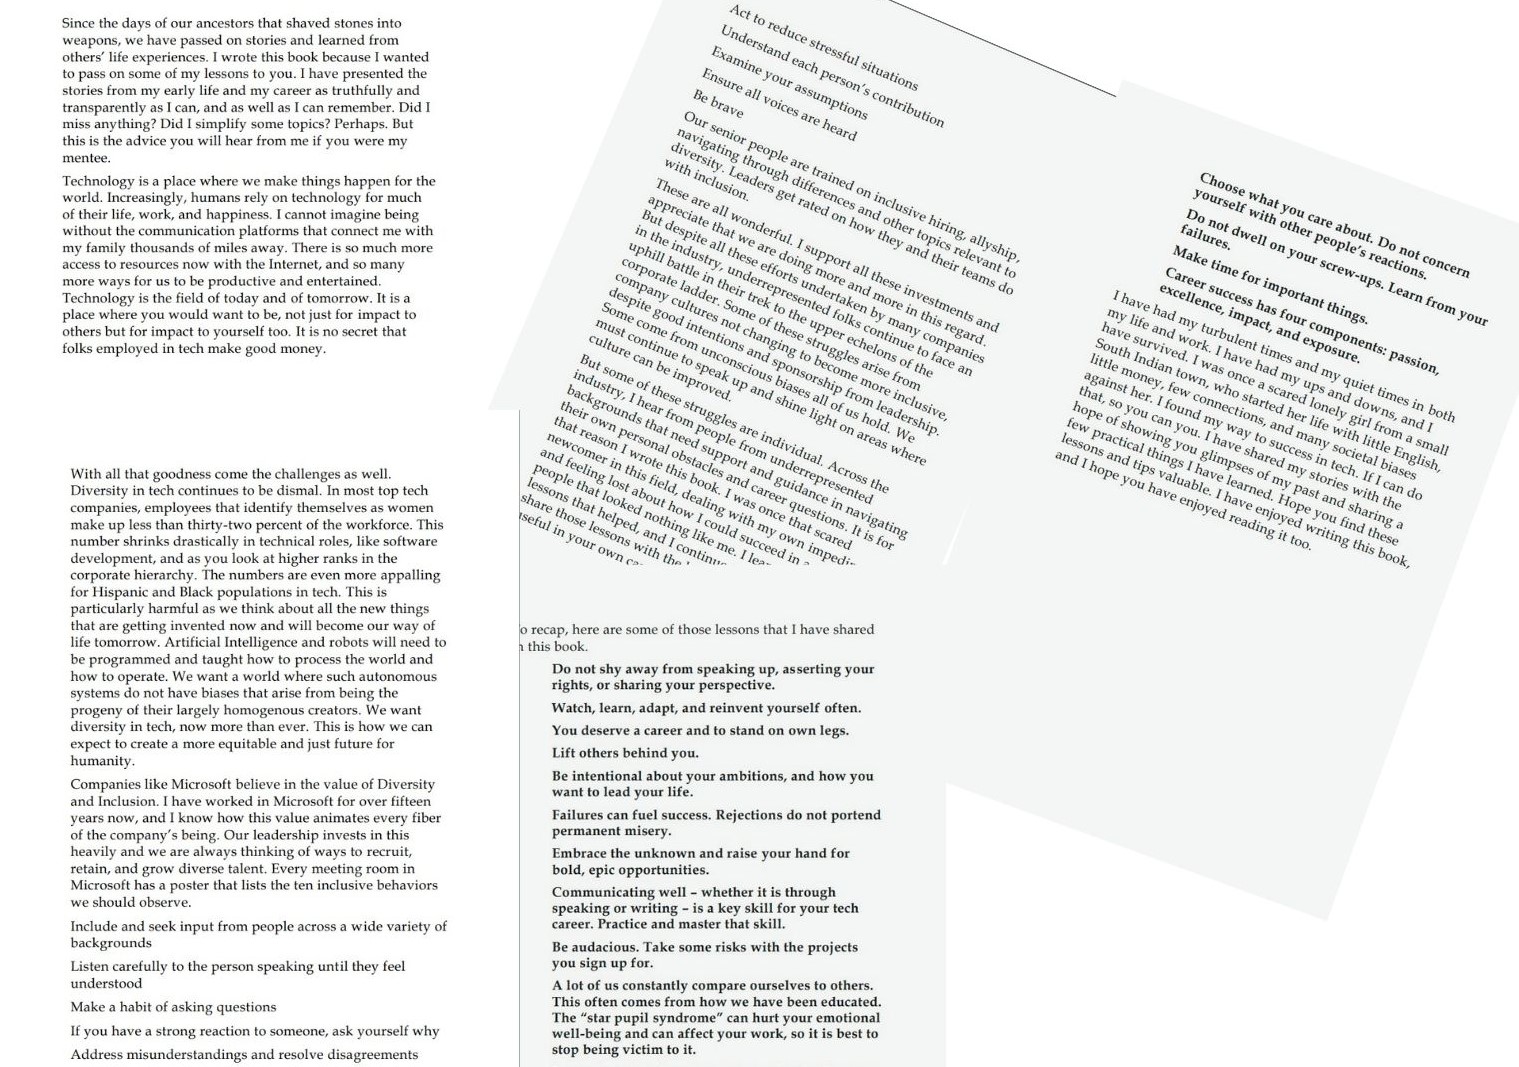 Since the days of our ancestors that shaved stones into
weapons, we have passed on stories and learned from
others' life experiences. I wrote this book because I wanted
to pass on some of my lessons to you. I have presented the
stories from my early life and my career as truthfully and
transparently as I can, and as well as I can remember. Did I
miss anything? Did I simplify some topics? Perhaps. But
this is the advice you will hear from me if you were my
mentee.
Technology is a place where we make things happen for the
world. Increasingly, humans rely on technology for much
of their life, work, and happiness. I cannot imagine being
without the communication platforms that connect me with
my family thousands of miles away. There is so much more
access to resources now with the Internet, and so many
more ways for us to be productive and entertained.
Technology is the field of today and of tomorrow. It is a
place where you would want to be, not just for impact to
others but for impact to yourself too. It is no secret that
folks employed in tech make good money.
With all that goodness come the challenges as well.
Diversity in tech continues to be dismal. In most top tech
companies, employees that identify themselves as women
make up less than thirty-two percent of the workforce. This
number shrinks drastically in technical roles, like software
development, and as you look at higher ranks in the
corporate hierarchy. The numbers are even more appalling
for Hispanic and Black populations in tech. This is
particularly harmful as we think about all the new things
that are getting invented now and will become our way of
life tomorrow. Artificial Intelligence and robots will need to
be programmed and taught how to process the world and
how to operate. We want a world where such autonomous
systems do not have biases that arise from being the
progeny of their largely homogenous creators. We want
diversity in tech, now more than ever. This is how we can
expect to create a more equitable and just future for
humanity.
Companies like Microsoft believe in the value of Diversity
and Inclusion. I have worked in Microsoft for over fifteen
years now, and I know how this value animates every fiber
of the company's being. Our leadership invests in this
heavily and we are always thinking of ways to recruit,
retain, and grow diverse talent. Every meeting room in
Microsoft has a poster that lists the ten inclusive behaviors
we should observe.
Include and seek input from people across a wide variety of
backgrounds
Listen carefully to the person speaking until they feel
understood
Make a habit of asking questions
If you have a strong reaction to someone, ask yourself why
Address misunderstandings and resolve disagreements
Act to reduce stressful situations
Understand each person's contribution
Examine your assumptions
Ensure all voices are heard
Be brave
Our senior people are trained on inclusive hiring, allyship,
navigating through differences and other topics relevant to
diversity. Leaders get rated on how they and their teams do
with inclusion.
These are all wonderful. I support all these investments and
appreciate that we are doing more and more in this regard.
But despite all these efforts undertaken by many companies
in the industry, underrepresented folks continue to face an
uphill battle in their trek to the upper echelons of the
corporate ladder. Some of these struggles arise from
company cultures not changing to become more inclusive,
despite good intentions and sponsorship from leadership.
Some come from unconscious biases all of us hold. We
must continue to speak up and shine light on areas where
culture can be improved.
But some of these struggles are individual. Across the
industry, I hear from people from underrepresented
backgrounds that need support and guidance in navigating
their own personal obstacles and career questions. It is for
that reason I wrote this book. I was once that scared
newcomer in this field, dealing with my own
and feeling lost about how I could succeed in a
people that looked nothing like me. I
lessons that helped, and I
share those lessons with the
in your own
recap, here are some of those lessons that I have shared
this book.
Do not shy away from speaking up, asserting your
rights, or sharing your perspective.
Watch, learn, adapt, and reinvent yourself often.
You deserve a career and to stand on own legs.
Lift others behind you.
Be intentional about your ambitions, and how you
want to lead your life.
Failures can fuel success. Rejections do not portend
permanent misery.
Embrace the unknown and raise your hand for
bold, epic opportunities.
Communicating well – whether it is through
speaking or writing – is a key skill for your tech
career. Practice and master that skill.
Be audacious. Take some risks with the projects
you sign up for.
A lot of us constantly compare ourselves to others.
This often comes from how we have been educated.
The “star pupil syndrome” can hurt your emotional
well-being and can affect your work, so it is best to
stop being victim to it.
Choose what you care about. Do not concern
yourself with other people's reactions.
Do not dwell on your screw-ups. Learn from your
failures.
Make time for important things.
Career success has four components: passion,
excellence, impact, and exposure.
I have had my turbulent times and my quiet times in both
my life and work. I have had my ups and downs, and I
have survived. I was once a scared lonely girl from a small
South Indian town, who started her life with little English,
little money, few connections, and many societal biases
against her. I found my way to success in tech. If I can do
that, so you can you. I have shared my stories with the
hope of showing you glimpses of my past and sharing a
few practical things I have learned. Hope you find these
lessons and tips valuable. I have enjoyed writing this book,
and I hope you have enjoyed reading it too.